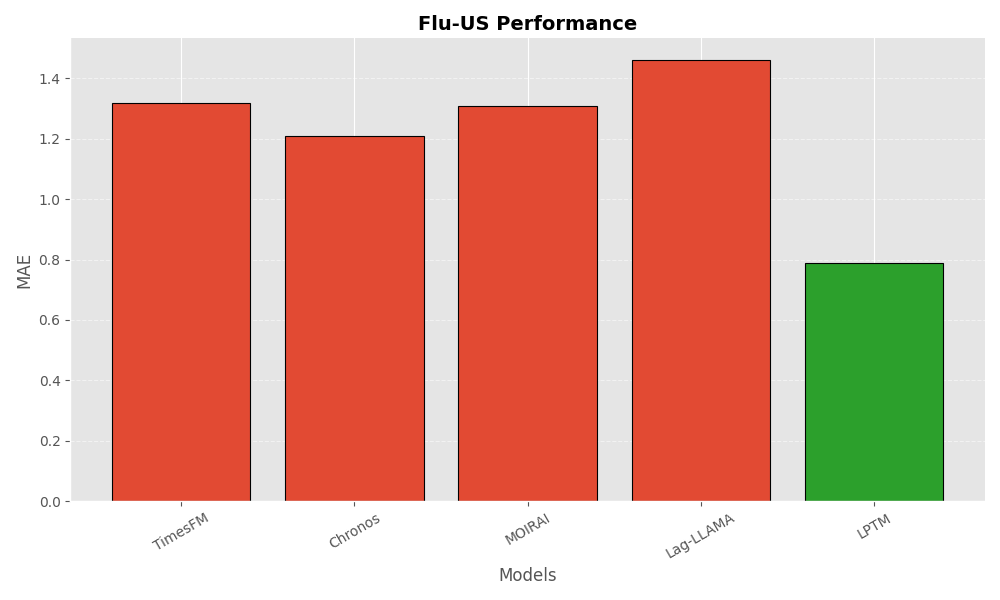 Flu-US Performance
MAE
1.4
1.2
1.0
0.8
0.6
0.4
0.2
0.0
TimesFM
Chronos
MOIRAI
Lag-LLAMA
LPTM
Models